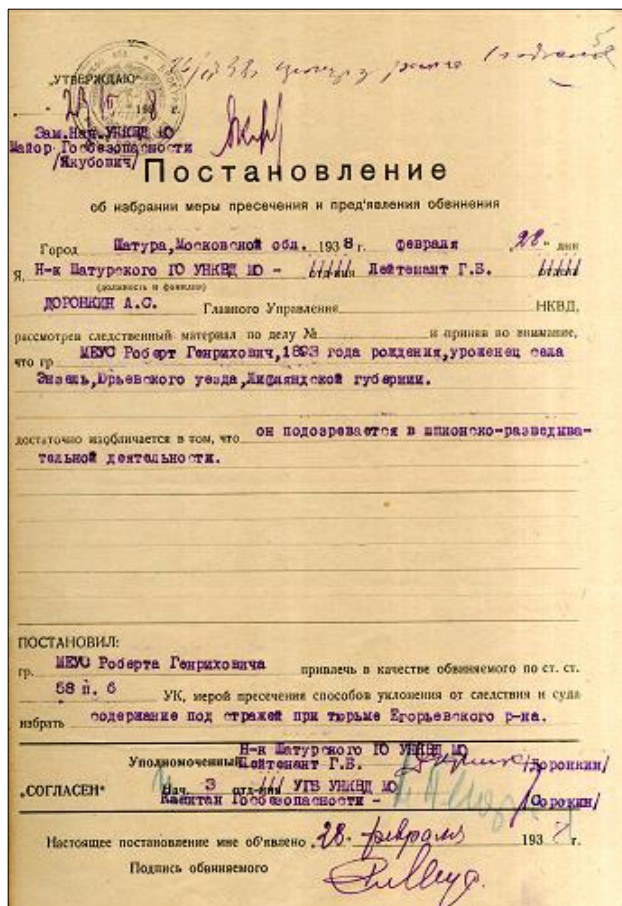 5
„УТВЕРЖДАЮ"
193 8
Зам.Нач.УНКВД МО
Майор Госбезопасности
/Якубович/
Постановление
об избрании меры пресечения и пред'явления обвинения
Город Шатура,Московской обл. 1938 г. февраля 28" дня
Я, Н-к Шатурского ГО УНКВД МО - Лейтенант Г.Б.
(должность и фамилия)
ДОРОНКИН А.С. Главного Управления НКВД,
рассмотрев следственный материал по делу № и приняв во внимание,
что гр МЕУС Роберт Генрихович,1893 года рождения,уроженец села
Энзель,Юрьевского уезда,Лифляндской губернии.
достаточно изобличается в том, что он подозревается в шпионско-разведыва-
тельной деятельности.
ПОСТАНОВИЛ:
гр. МЕУС Роберта Генриховича привлечь в качестве обвиняемого по ст. ст.
58 п. 6 УК, мерой пресечения способов уклонения от следствия и суда
избрать содержание под стражей при тюрьме Егорьевского р-на.
Н-к Шатурского ГО УНКВД МО
Уполномоченный Лейтенант Г.Б. /Доронкин/
„СОГЛАСЕН" Нач. 3 отд-ния УГБ УНКВД МО
Капитан Госбезопасности - /Сорокин/
Настоящее постановление мне об'явлено „28" февраля 1938 г.
Подпись обвиняемого